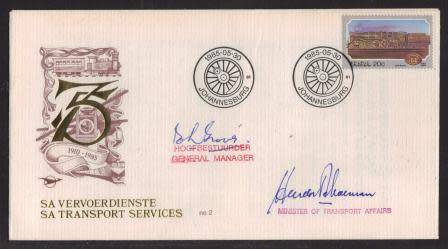 75
1910 - 1985
SA VERVOERDIENSTE
SA TRANSPORT SERVICES
no 2
1985-05-30
JOHANNESBURG
1985-05-30
JOHANNESBURG
20c
HOOFBESTUURDER
GENERAL MANAGER
MINISTER OF TRANSPORT AFFAIRS